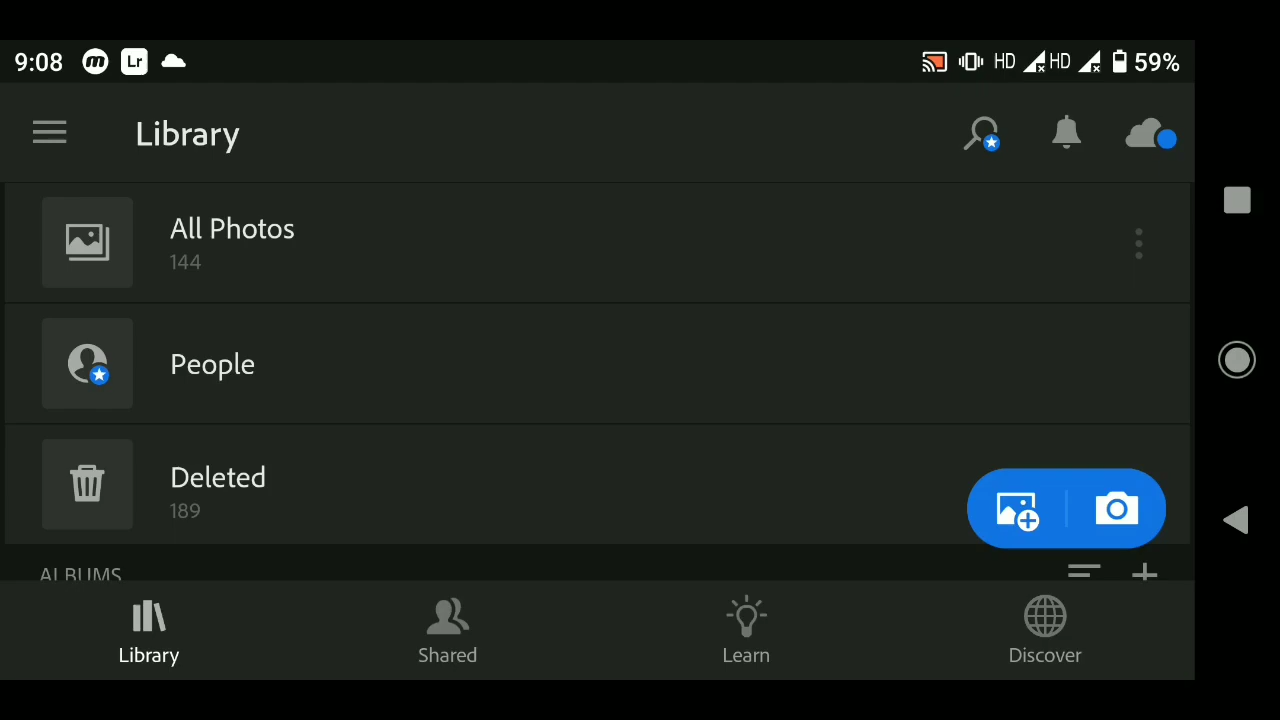 9:08 m Lr HD HD 59%
Library
All Photos
144
People
Deleted
189
ALBUMS
Library Shared Learn Discover